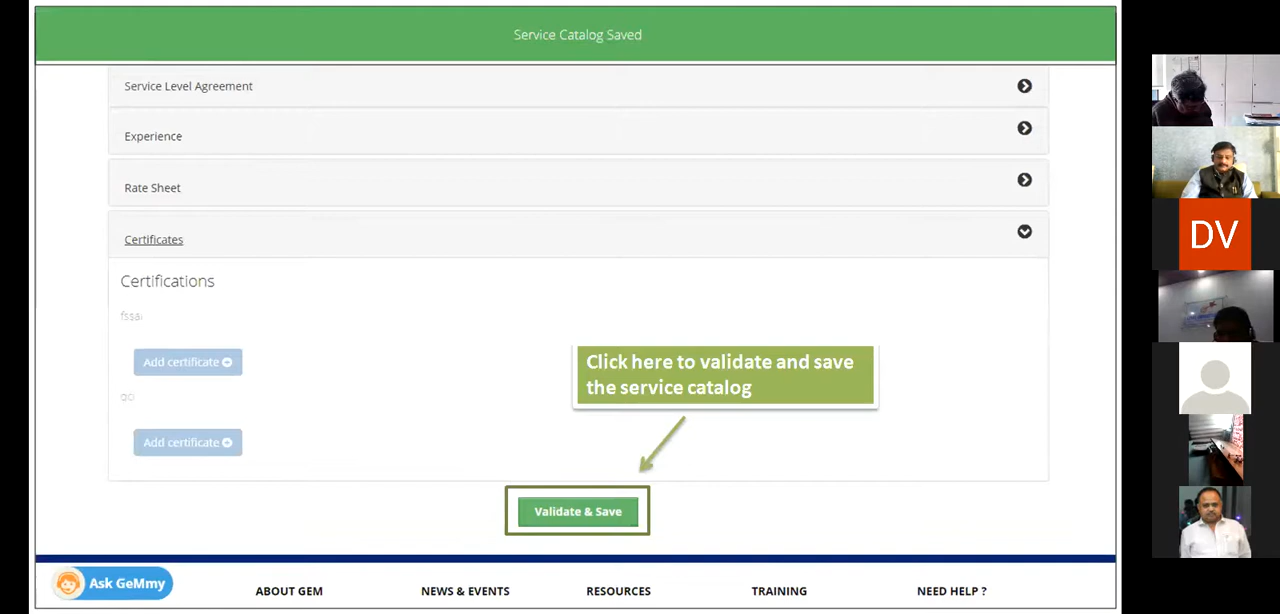 Service Catalog Saved
Service Level Agreement
Experience
Rate Sheet
Certificates
Certifications
fssai
Add certificate
Click here to validate and save
the service catalog
Add certificate
Validate & Save
Ask GeMmy
ABOUT GEM
NEWS & EVENTS
RESOURCES
TRAINING
NEED HELP ?
DV